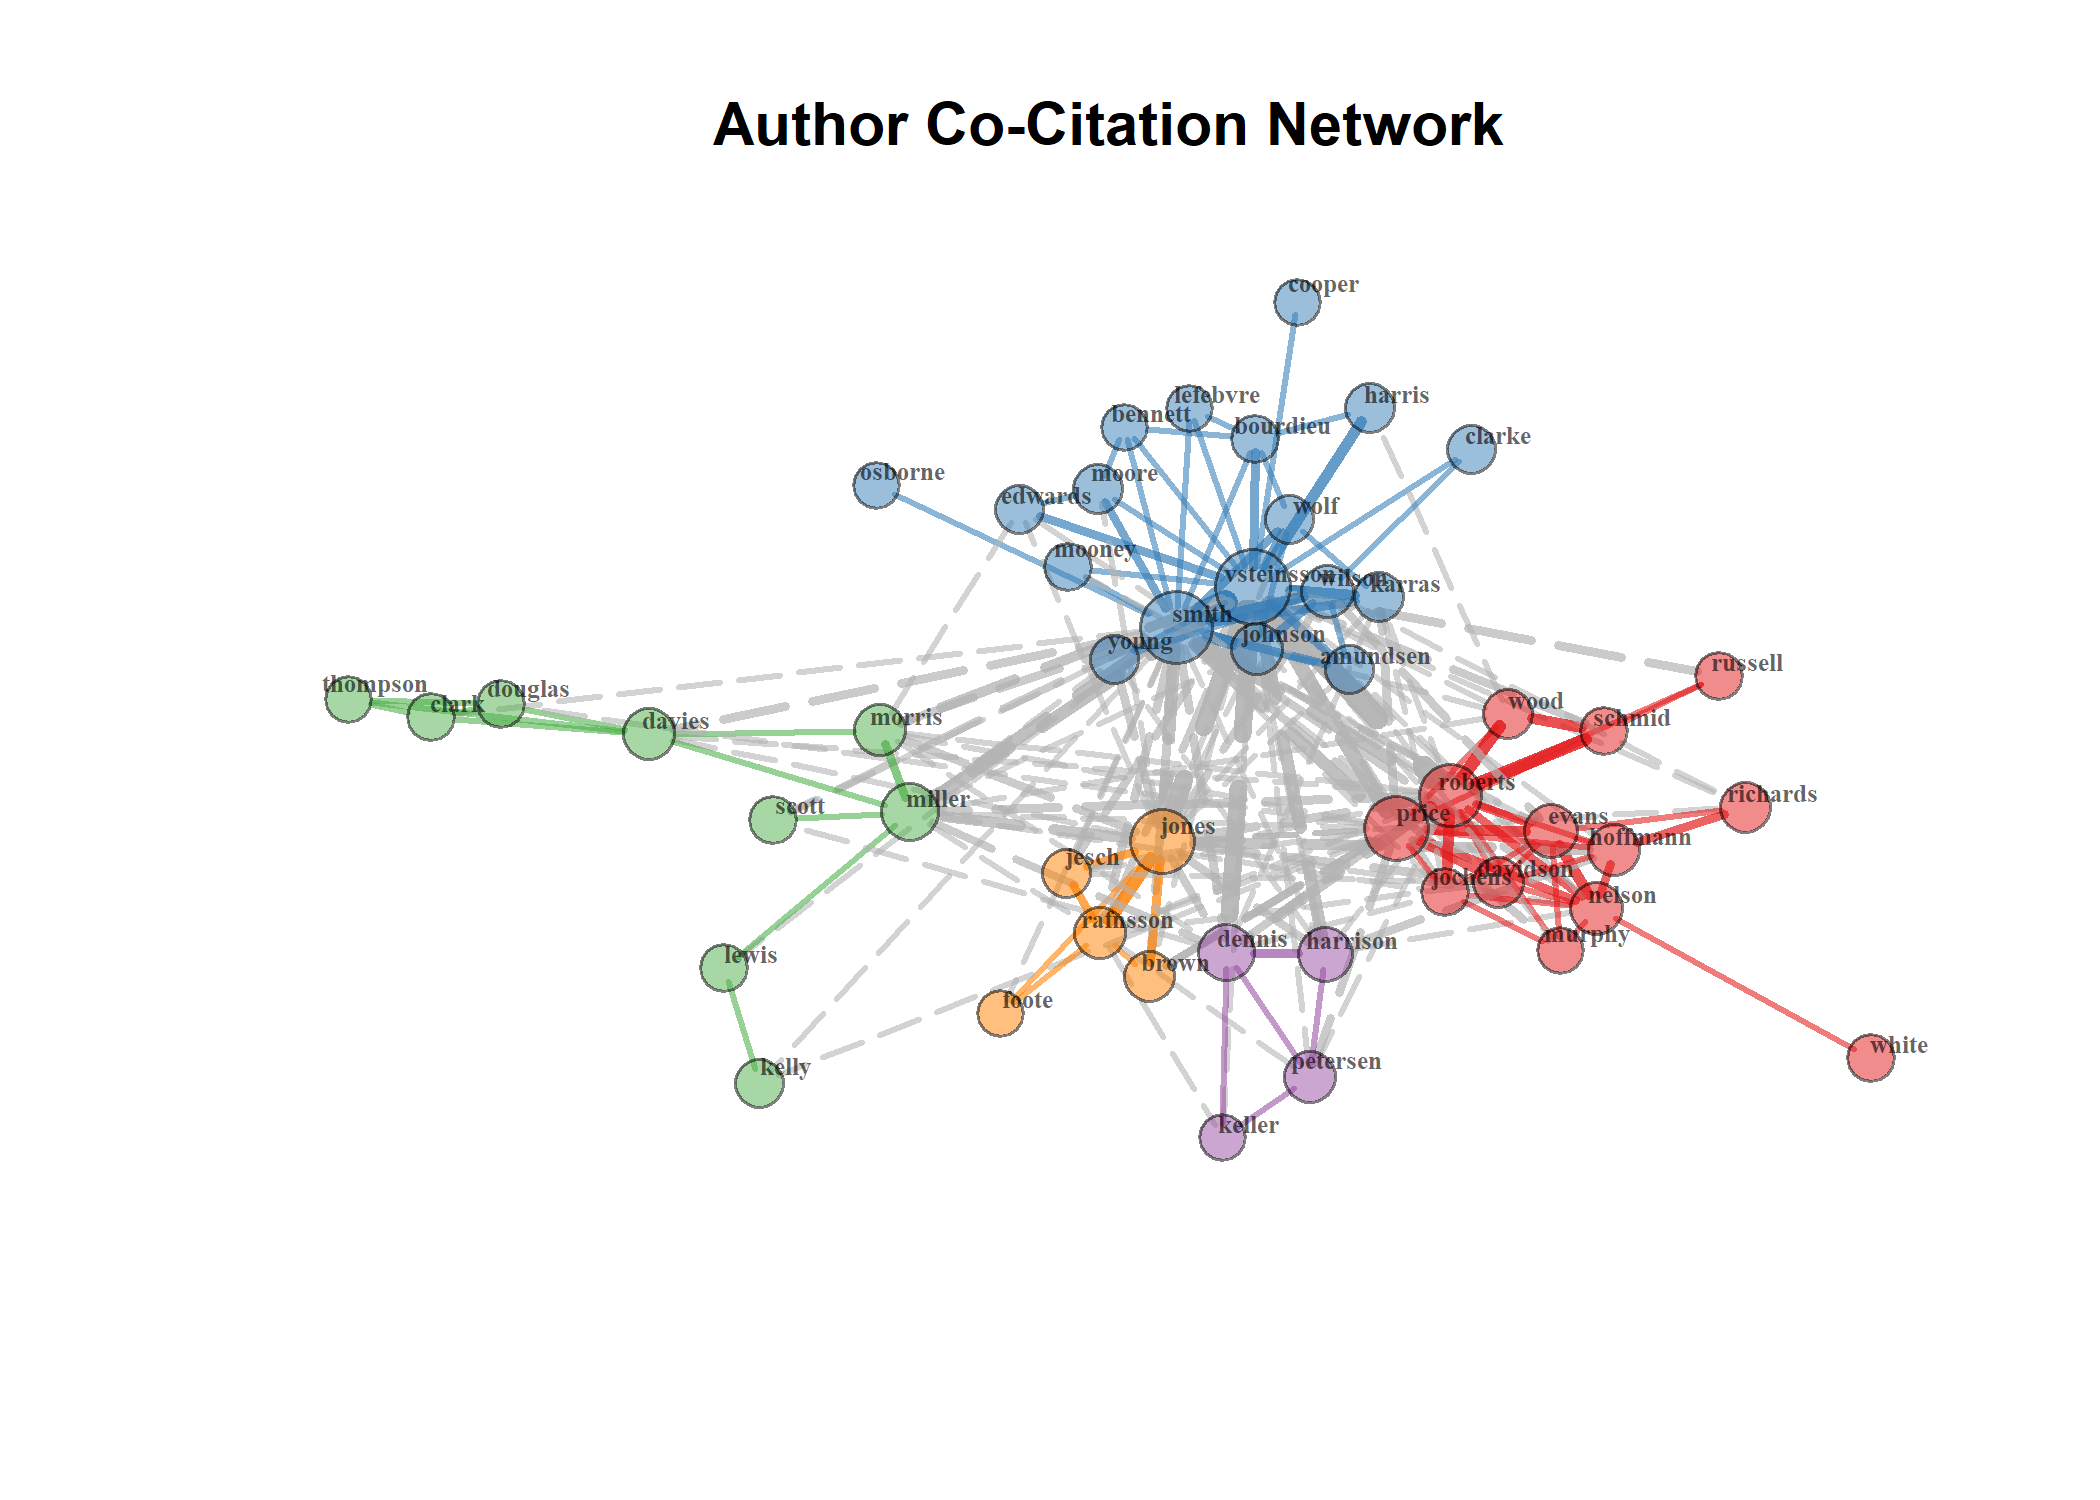 Author Co-Citation Network
cooper
lefebvre
harris
bennett
bourdieu
clarke
osborne
moore
edwards
wolf
mooney
vsteinsson
wilson
karras
smith
johnson
young
amundsen
russell
thompson
douglas
clark
wood
davies
morris
schmid
roberts
richards
scott
miller
price
evans
jones
hoffmann
jesch
davidson
jochens
nelson
rafnsson
dennis
harrison
murphy
lewis
brown
foote
white
petersen
kelly
keller